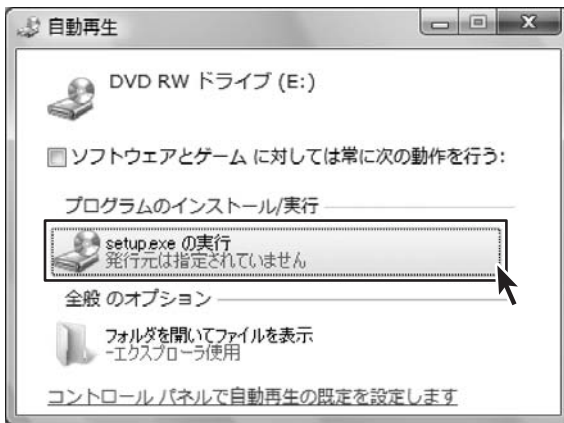 自動再生
DVD RW ドライブ (E:)
ソフトウェアとゲーム に対しては常に次の動作を行う:
プログラムのインストール/実行
setup.exe の実行
発行元は指定されていません
全般 のオプション
フォルダを開いてファイルを表示
-エクスプローラ使用
コントロール パネルで自動再生の既定を設定します